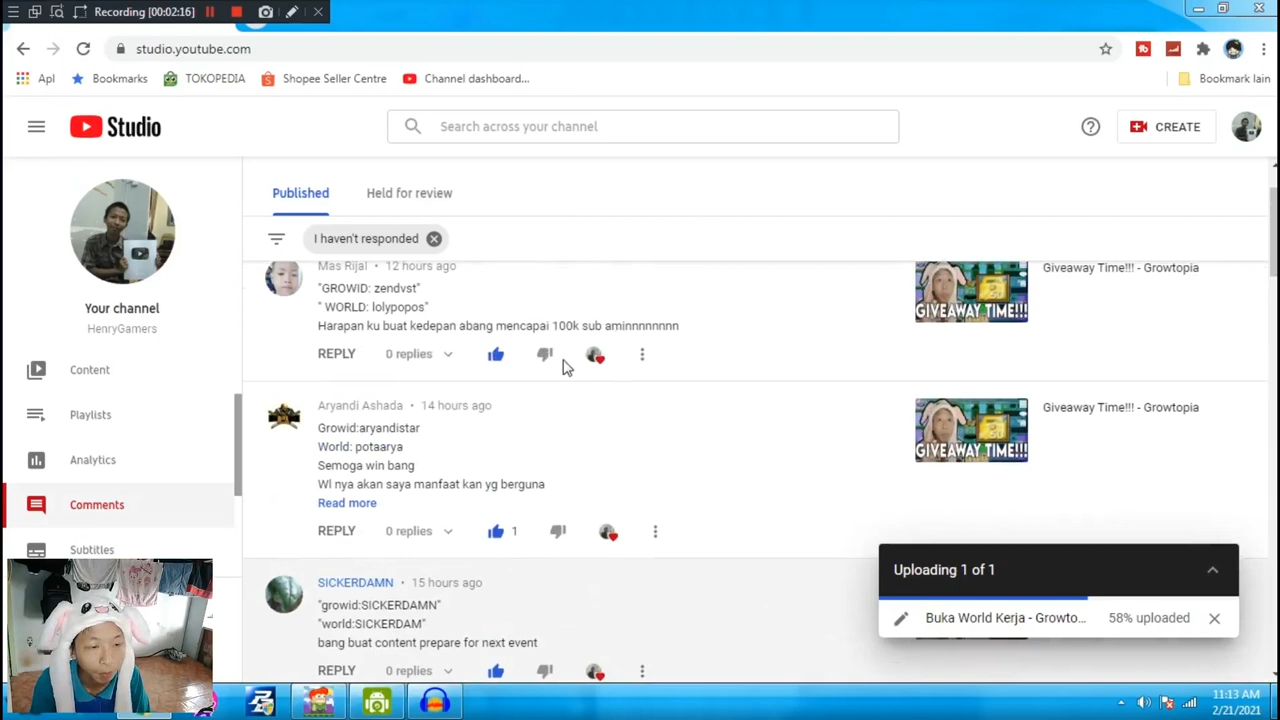 Recording [00:02:16]
studio.youtube.com
Apl
Bookmarks
TOKOPEDIA
Shopee Seller Centre
Channel dashboard...
Bookmark lain
Studio
Search across your channel
CREATE
Your channel
HenryGamers
Content
Playlists
Analytics
Comments
Subtitles
Published
Held for review
I haven't responded
Mas Rijal • 12 hours ago
"GROWID: zendvst"
" WORLD: lolypopos"
Harapan ku buat kedepan abang mencapai 100k sub aminnnnnnn
REPLY 0 replies
GIVEAWAY TIME!!!
Giveaway Time!!! - Growtopia
Aryandi Ashada • 14 hours ago
Growid:aryandistar
World: potaarya
Semoga win bang
Wl nya akan saya manfaat kan yg berguna
Read more
REPLY 0 replies 1
GIVEAWAY TIME!!!
Giveaway Time!!! - Growtopia
SICKERDAMN • 15 hours ago
"growid:SICKERDAMN"
"world:SICKERDAM"
bang buat content prepare for next event
REPLY 0 replies
Uploading 1 of 1
Buka World Kerja - Growto... 58% uploaded
11:13 AM
2/21/2021